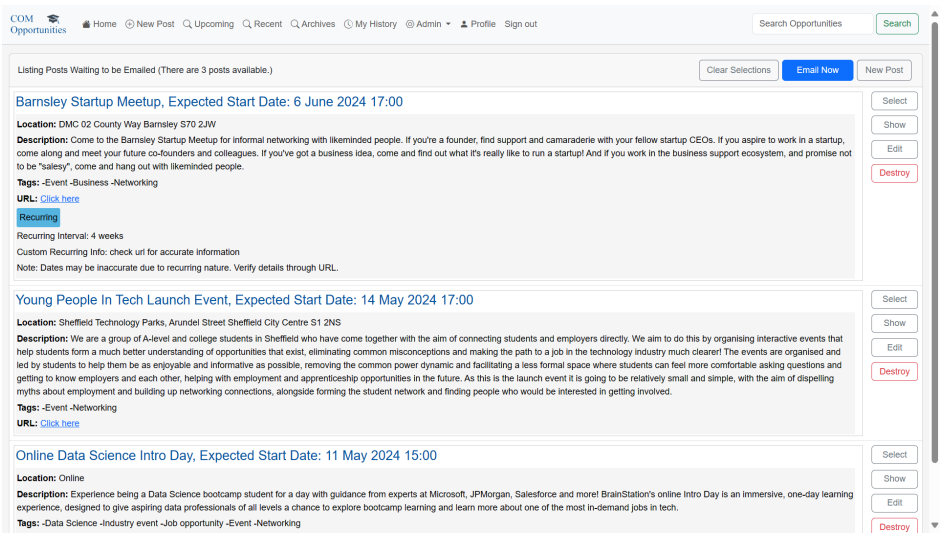 COM
Opportunities
Home New Post Upcoming Recent Archives My History Admin Profile Sign out
Search Opportunities Search
Listing Posts Waiting to be Emailed (There are 3 posts available.)
Clear Selections Email Now New Post
Barnsley Startup Meetup, Expected Start Date: 6 June 2024 17:00
Select
Show
Edit
Destroy
Location: DMC 02 County Way Barnsley S70 2JW
Description: Come to the Barnsley Startup Meetup for informal networking with likeminded people. If you're a founder, find support and camaraderie with your fellow startup CEOs. If you aspire to work in a startup,
come along and meet your future co-founders and colleagues. If you've got a business idea, come and find out what it's really like to run a startup! And if you work in the business support ecosystem, and promise not
to be "salesy", come and hang out with likeminded people.
Tags: -Event -Business -Networking
URL: Click here
Recurring
Recurring Interval: 4 weeks
Custom Recurring Info: check url for accurate information
Note: Dates may be inaccurate due to recurring nature. Verify details through URL.
Young People In Tech Launch Event, Expected Start Date: 14 May 2024 17:00
Select
Show
Edit
Destroy
Location: Sheffield Technology Parks, Arundel Street Sheffield City Centre S1 2NS
Description: We are a group of A-level and college students in Sheffield who have come together with the aim of connecting students and employers directly. We aim to do this by organising interactive events that
help students form a much better understanding of opportunities that exist, eliminating common misconceptions and making the path to a job in the technology industry much clearer! The events are organised and
led by students to help them be as enjoyable and informative as possible, removing the common power dynamic and facilitating a less formal space where students can feel more comfortable asking questions and
getting to know employers and each other, helping with employment and apprenticeship opportunities in the future. As this is the launch event it is going to be relatively small and simple, with the aim of dispelling
myths about employment and building up networking connections, alongside forming the student network and finding people who would be interested in getting involved.
Tags: -Event -Networking
URL: Click here
Online Data Science Intro Day, Expected Start Date: 11 May 2024 15:00
Select
Show
Edit
Destroy
Location: Online
Description: Experience being a Data Science bootcamp student for a day with guidance from experts at Microsoft, JPMorgan, Salesforce and more! BrainStation's online Intro Day is an immersive, one-day learning
experience, designed to give aspiring data professionals of all levels a chance to explore bootcamp learning and learn more about one of the most in-demand jobs in tech.
Tags: -Data Science -Industry event -Job opportunity -Event -Networking